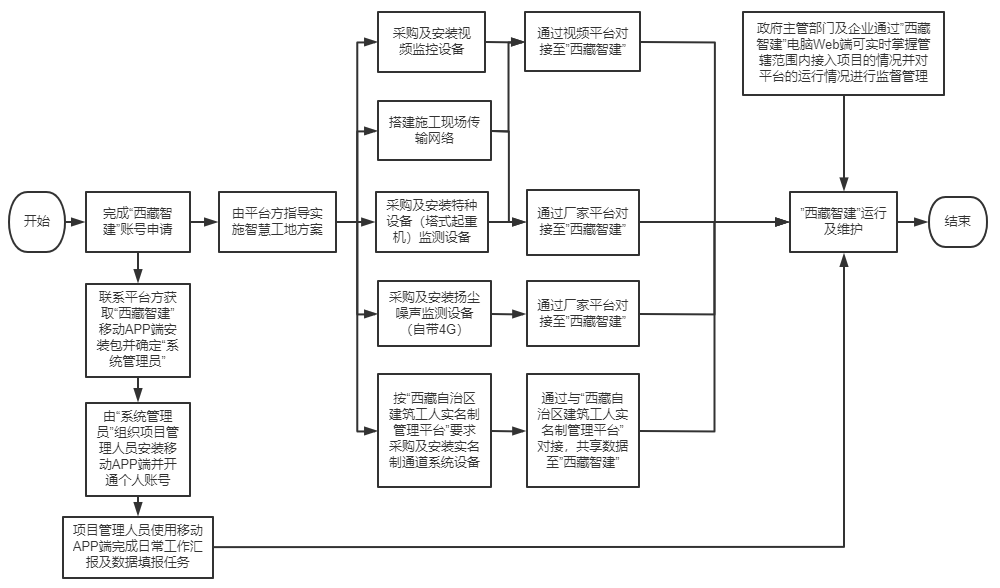 开始
完成“西藏智
建”账号申请
由平台方指导实
施智慧工地方案
联系平台方获
取“西藏智建”
移动APP端安
装包并确定“系
统管理员”
由“系统管理
员”组织项目管
理人员安装移
动APP端并开
通个人账号
项目管理人员使用移动
APP端完成日常工作汇
报及数据填报任务
采购及安装视
频监控设备
搭建施工现场传
输网络
采购及安装特种
设备（塔式起重
机）监测设备
采购及安装扬尘
噪声监测设备
（自带4G）
按“西藏自治区
建筑工人实名制
管理平台”要求
采购及安装实名
制通道系统设备
通过视频平台对
接至”西藏智建”
通过厂家平台对
接至”西藏智建”
通过厂家平台对
接至”西藏智建”
通过与“西藏自
治区建筑工人实
名制管理平台”
对接，共享数据
至”西藏智建”
政府主管部门及企业通过”西藏
智建”电脑Web端可实时掌握管
辖范围内接入项目的情况并对
平台的运行情况进行监督管理
”西藏智建”运行
及维护
结束